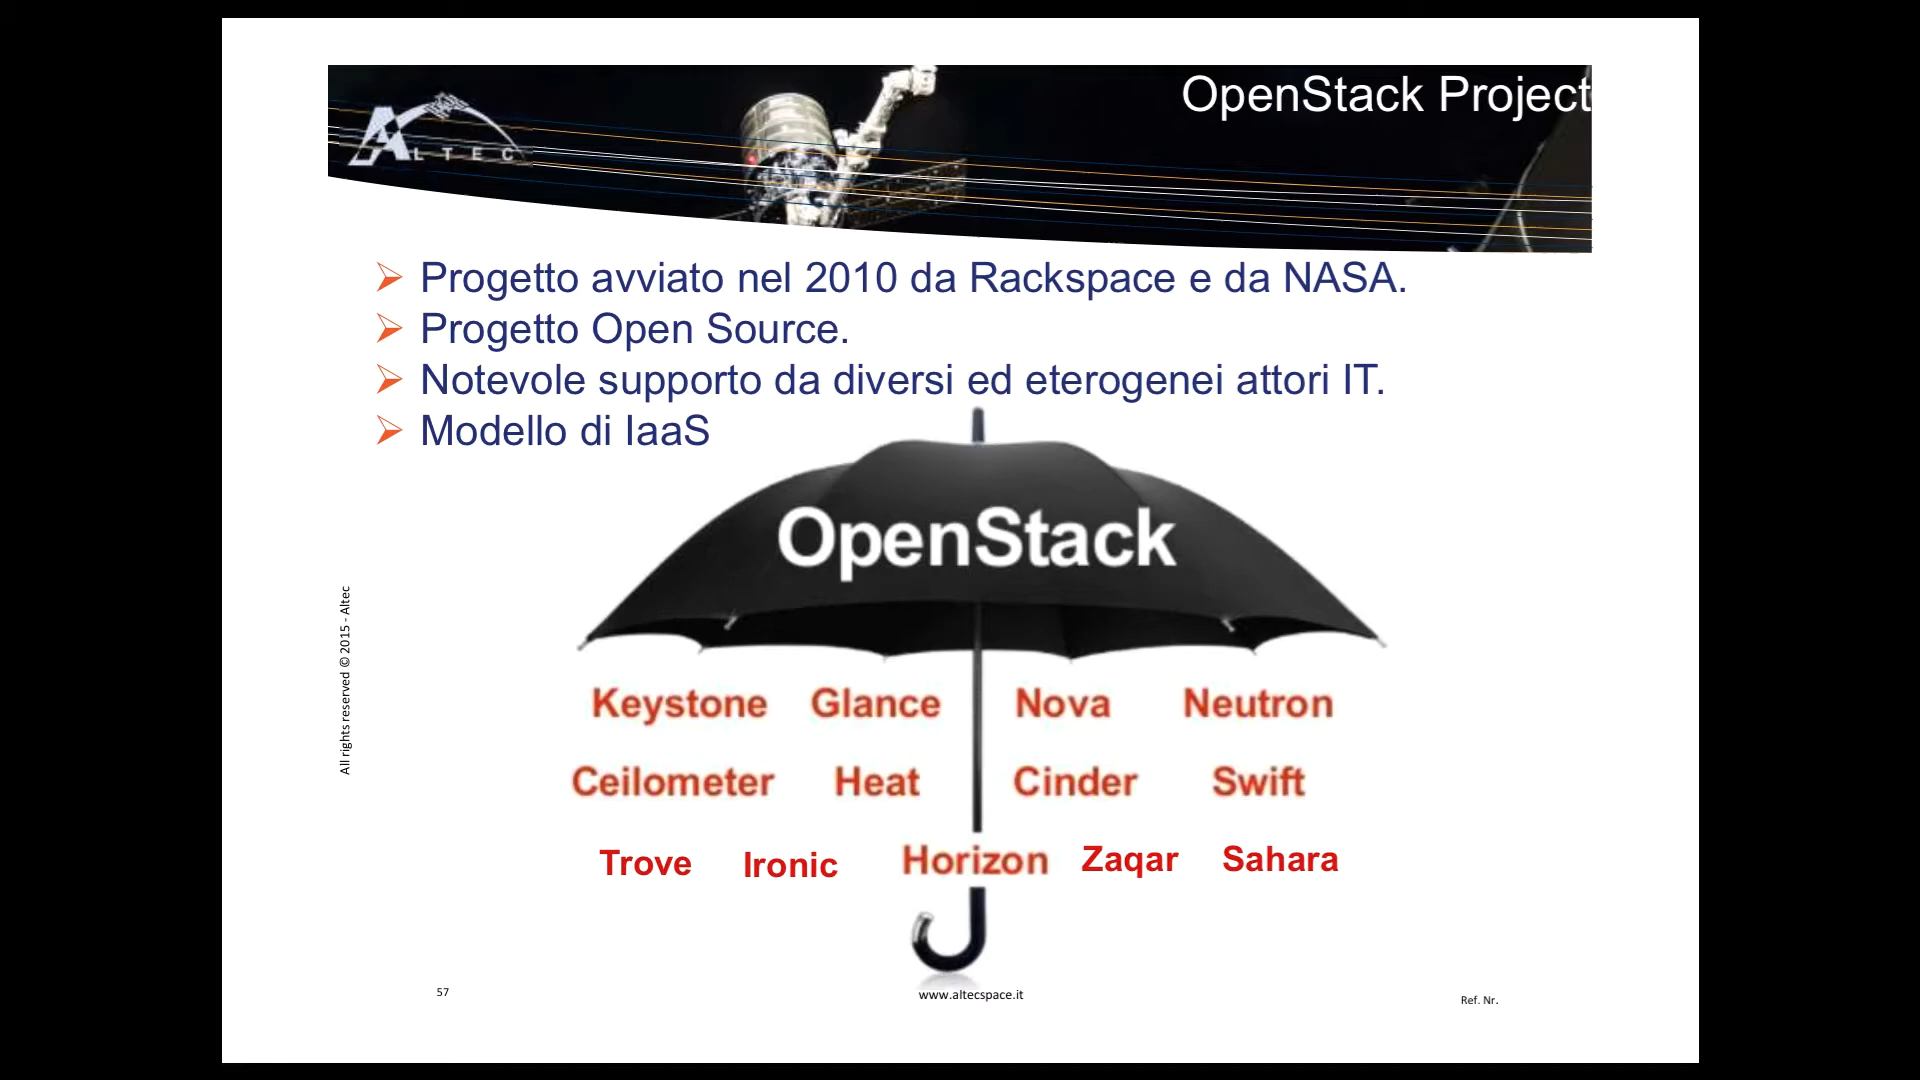 OpenStack Project
ALTEC
Progetto avviato nel 2010 da Rackspace e da NASA.
Progetto Open Source.
Notevole supporto da diversi ed eterogenei attori IT.
Modello di IaaS
OpenStack
Keystone Glance Nova Neutron
Ceilometer Heat Cinder Swift
Trove Ironic Horizon Zaqar Sahara
All rights reserved © 2015 - Altec
57 www.altecspace.it Ref. Nr.